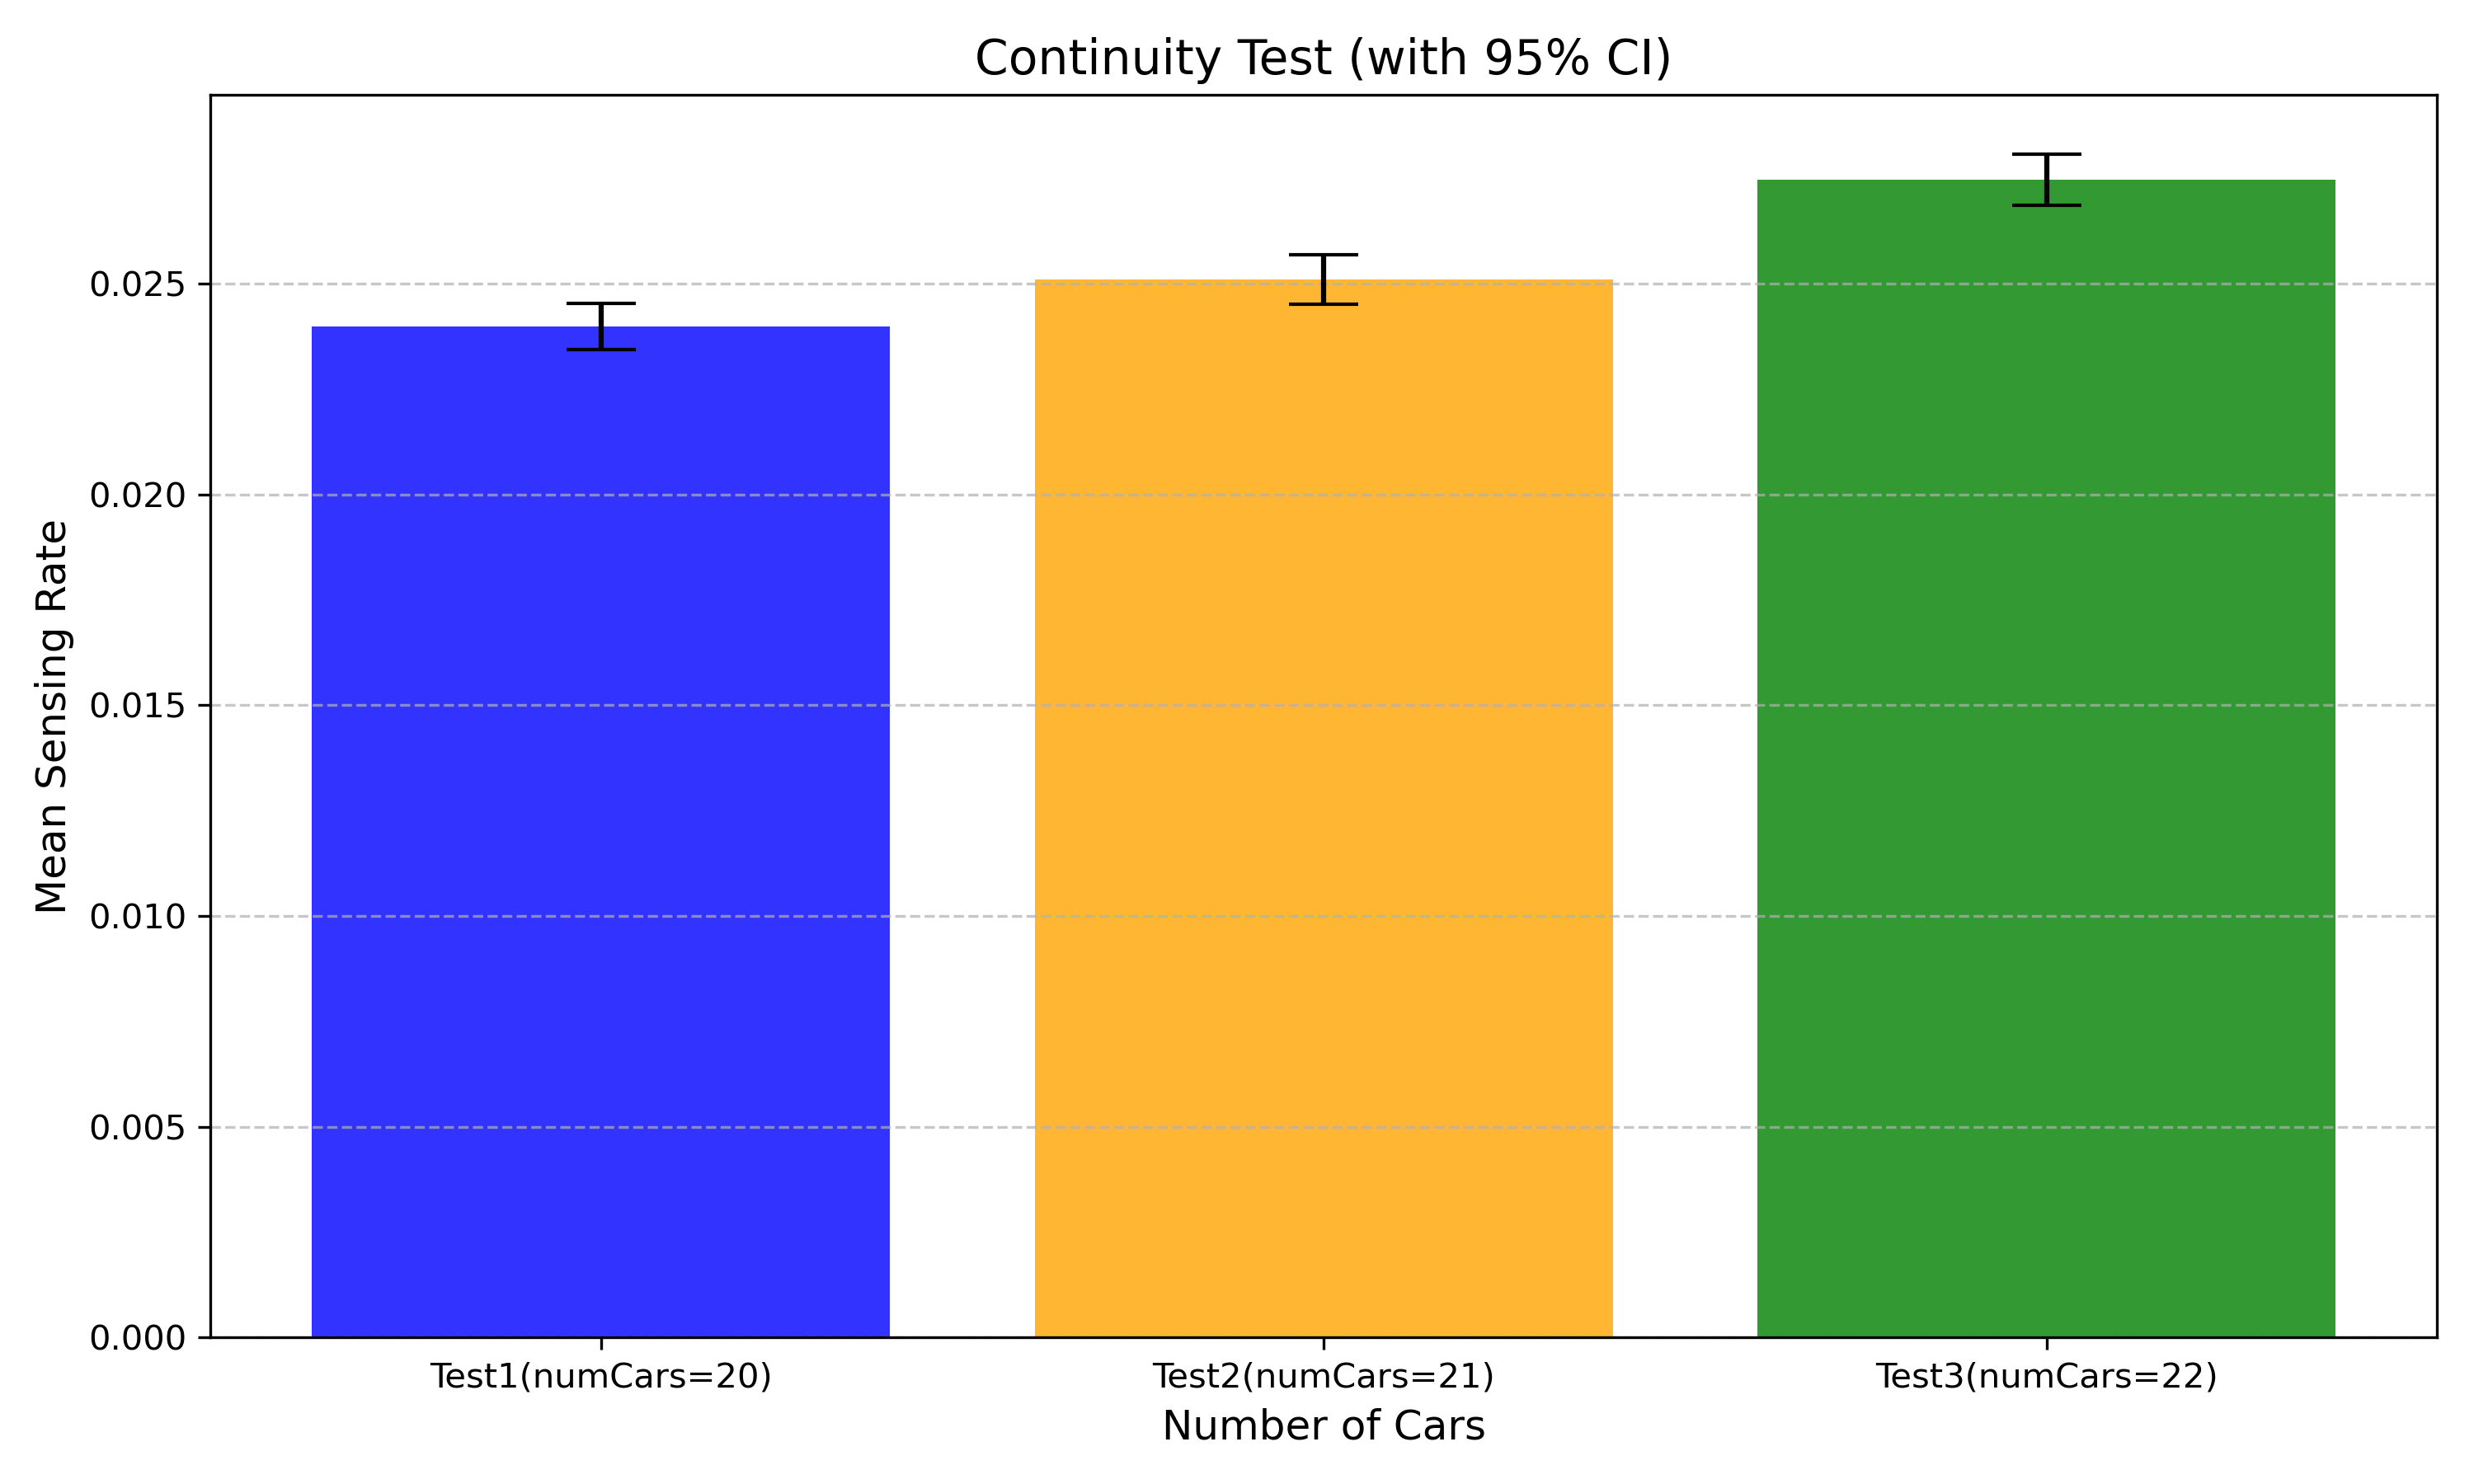 Continuity Test (with 95% CI)
Mean Sensing Rate
0.025
0.020
0.015
0.010
0.005
0.000
Test1(numCars=20)
Test2(numCars=21)
Test3(numCars=22)
Number of Cars